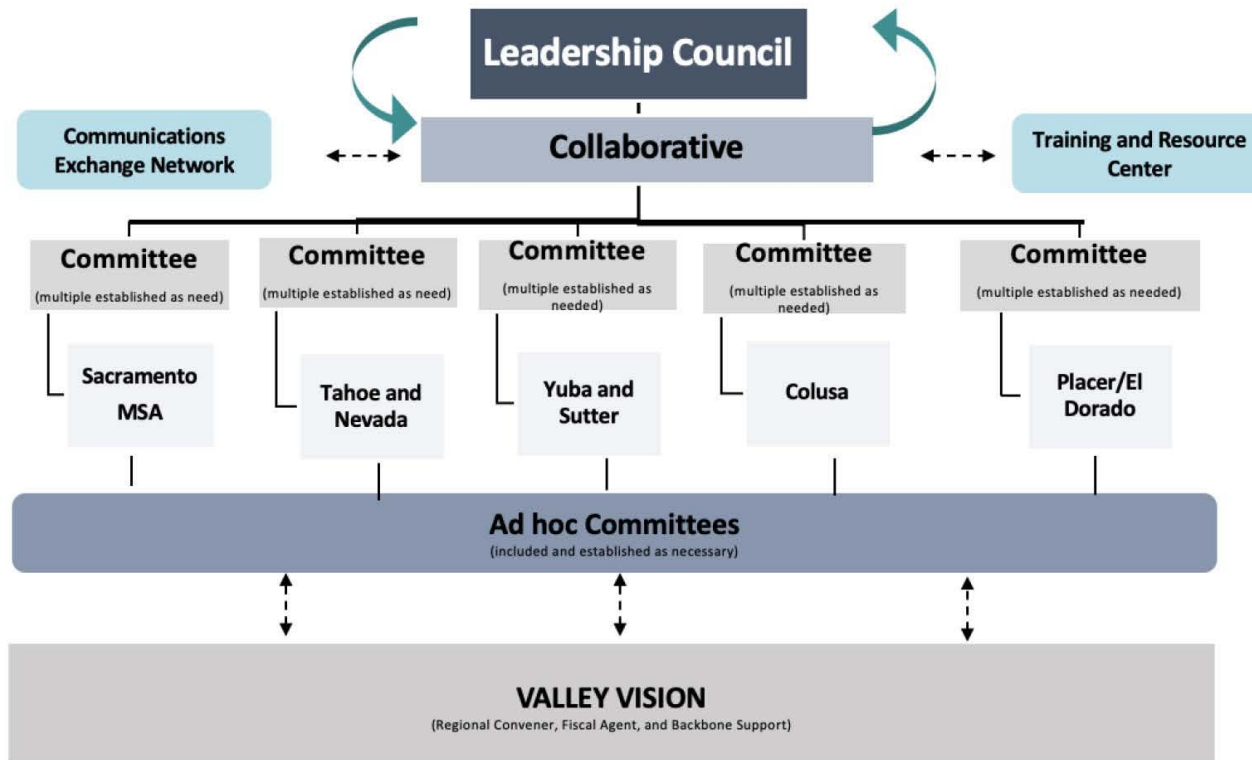 Leadership Council
Collaborative
Communications
Exchange Network
Training and Resource
Center
Committee
(multiple established as need)
Committee
(multiple established as need)
Committee
(multiple established as
needed)
Committee
(multiple established as
needed)
Committee
(multiple established as needed)
Sacramento
MSA
Tahoe and
Nevada
Yuba and
Sutter
Colusa
Placer/El
Dorado
Ad hoc Committees
(included and established as necessary)
VALLEY VISION
(Regional Convener, Fiscal Agent, and Backbone Support)